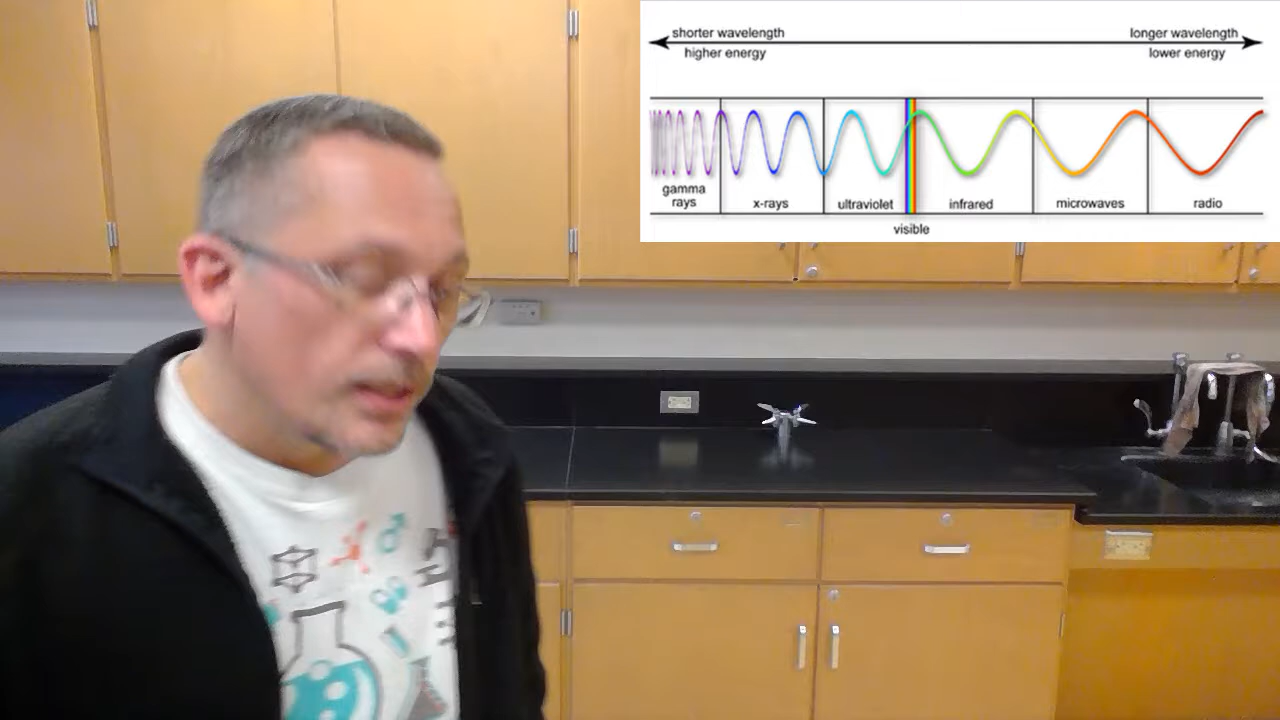 shorter wavelength
longer wavelength
higher energy
lower energy
gamma
rays
x-rays
ultraviolet
infrared
microwaves
radio
visible